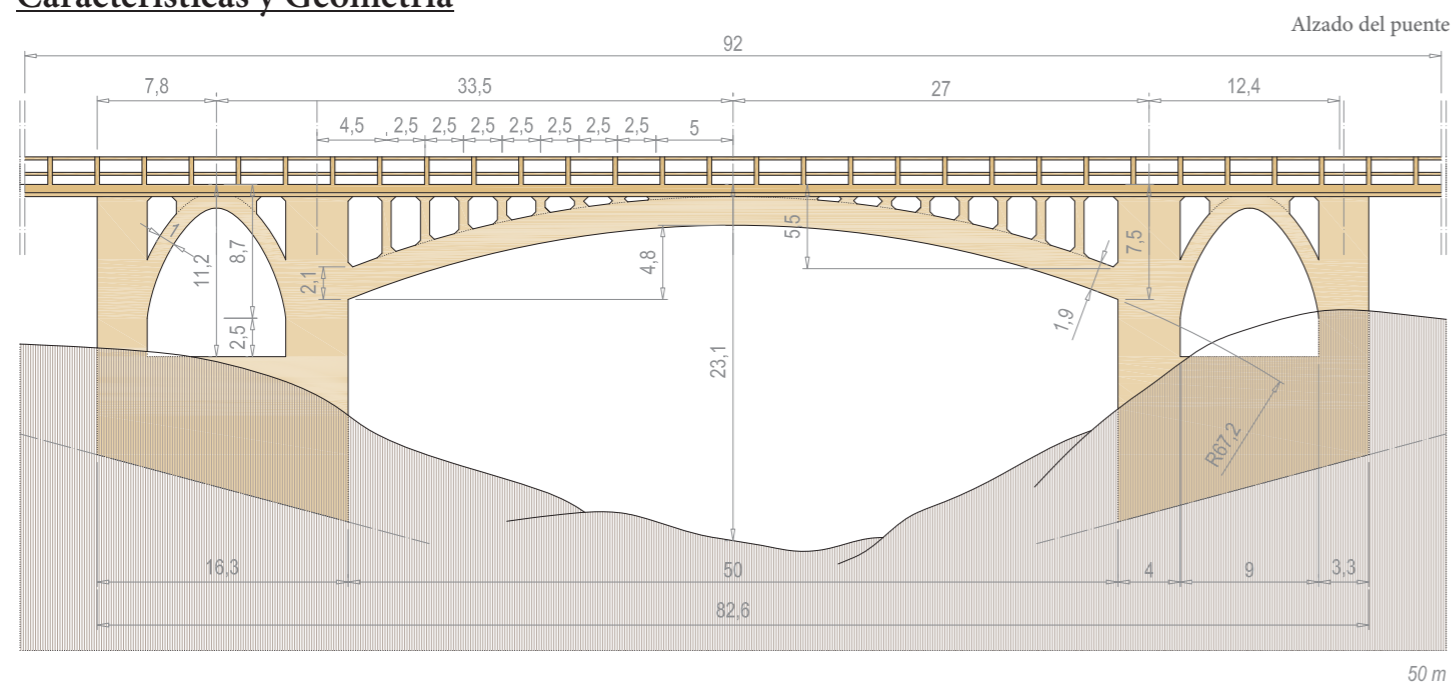 Características y Geometría
Alzado del puente
92
7,8 33,5 27 12,4
4,5 2,5 2,5 2,5 2,5 2,5 2,5 2,5 5
1
11,2
8,7
2,5
2,1
4,8
5,5
7,5
1,9
23,1
R67,2
16,3 50 4 9 3,3
82,6
50 m